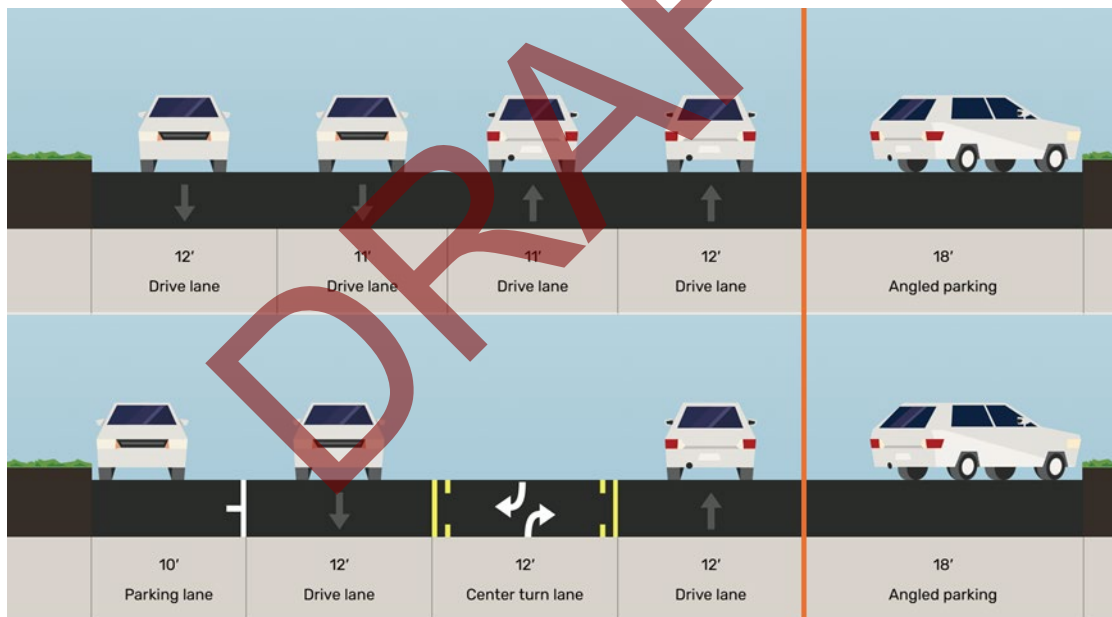 12′
11′
11′
12′
18′
Drive lane
Drive lane
Drive lane
Drive lane
Angled parking
10′
12′
12′
12′
18′
Parking lane
Drive lane
Center turn lane
Drive lane
Angled parking